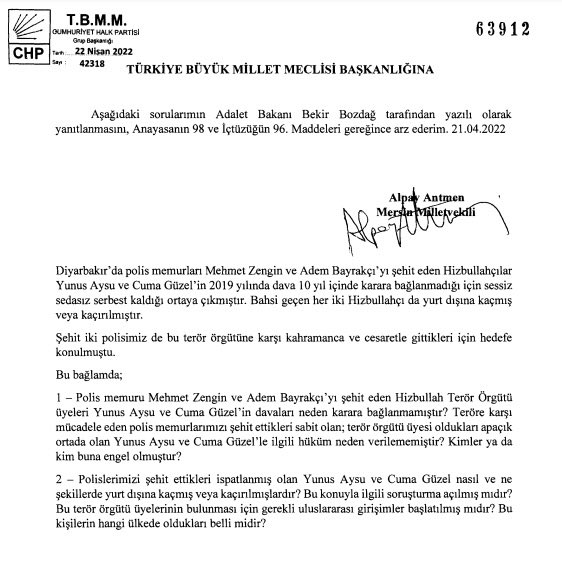 T.B.M.M.
CUMHURİYET HALK PARTİSİ
Grup Başkanlığı
Tarih : 22 Nisan 2022
Sayı : 42318
CHP
63912
TÜRKİYE BÜYÜK MİLLET MECLİSİ BAŞKANLIĞINA
Aşağıdaki sorularımın Adalet Bakanı Bekir Bozdağ tarafından yazılı olarak
yanıtlanmasını, Anayasanın 98 ve İçtüzüğün 96. Maddeleri gereğince arz ederim. 21.04.2022
Alpay Antmen
Mersin Milletvekili
Diyarbakır'da polis memurları Mehmet Zengin ve Adem Bayrakçı'yı şehit eden Hizbullahçılar
Yunus Aysu ve Cuma Güzel'in 2019 yılında dava 10 yıl içinde karara bağlanmadığı için sessiz
sedasız serbest kaldığı ortaya çıkmıştır. Bahsi geçen her iki Hizbullahçı da yurt dışına kaçmış
veya kaçırılmıştır.
Şehit iki polisimiz de bu terör örgütüne karşı kahramanca ve cesaretle gittikleri için hedefe
konulmuştu.
Bu bağlamda;
1 – Polis memuru Mehmet Zengin ve Adem Bayrakçı'yı şehit eden Hizbullah Terör Örgütü
üyeleri Yunus Aysu ve Cuma Güzel'in davaları neden karara bağlanmamıştır? Teröre karşı
mücadele eden polis memurlarımızı şehit ettikleri sabit olan; terör örgütü üyesi oldukları apaçık
ortada olan Yunus Aysu ve Cuma Güzel'le ilgili hüküm neden verilememiştir? Kimler ya da
kim buna engel olmuştur?
2 – Polislerimizi şehit ettikleri ispatlanmış olan Yunus Aysu ve Cuma Güzel nasıl ve ne
şekillerde yurt dışına kaçmış veya kaçırılmışlardır? Bu konuyla ilgili soruşturma açılmış mıdır?
Bu terör örgütü üyelerinin bulunması için gerekli uluslararası girişimler başlatılmış mıdır? Bu
kişilerin hangi ülkede oldukları belli midir?